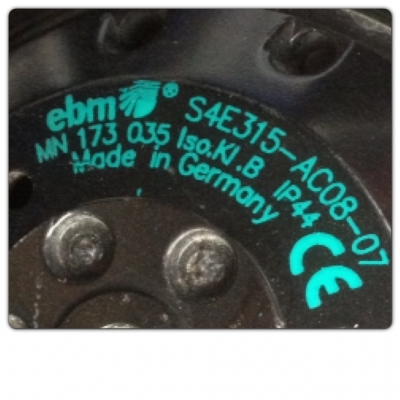 ebm® S4E315-AC08-07
MN 173 035 Iso.Kl.B IP44
Made in Germany CE